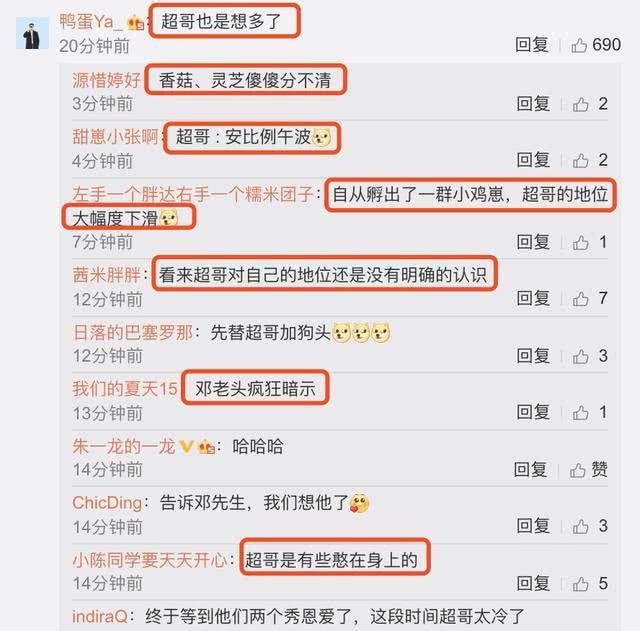 鸭蛋Ya_：超哥也是想多了
20分钟前 回复 690
源惜婷好：香菇、灵芝傻傻分不清
3分钟前 回复 2
甜崽小张啊：超哥：安比例午波
4分钟前 回复 2
左手一个胖达右手一个糯米团子：自从孵出了一群小鸡崽，超哥的地位
大幅度下滑
7分钟前 回复 1
茜米胖胖：看来超哥对自己的地位还是没有明确的认识
12分钟前 回复 7
日落的巴塞罗那：先替超哥加狗头
12分钟前 回复 3
我们的夏天15：邓老头疯狂暗示
13分钟前 回复 1
朱一龙的一龙：哈哈哈
14分钟前 回复 赞
ChicDing：告诉邓先生，我们想他了
14分钟前 回复 3
小陈同学要天天开心：超哥是有些憨在身上的
14分钟前 回复 5
indiraQ：终于等到他们两个秀恩爱了，这段时间超哥太冷了